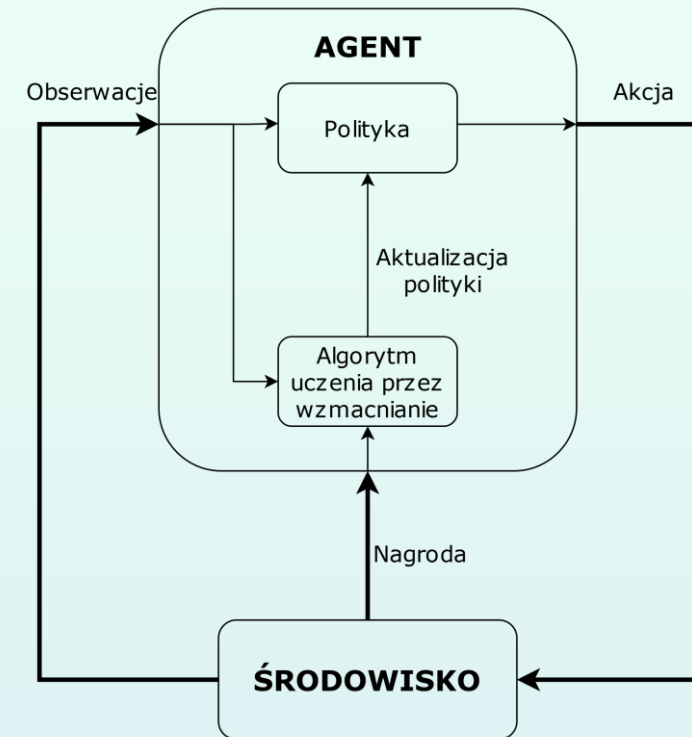 AGENT
Obserwacje
Akcja
Polityka
Aktualizacja
polityki
Algorytm
uczenia przez
wzmacnianie
Nagroda
ŚRODOWISKO